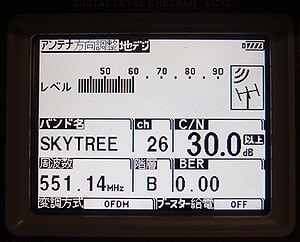 DIGITAL LEVEL CHECKER LCV2
アンテナ方向調整 地デジ
50 60 70 80 90
レベル
バンド名 ch C/N
SKYTREE 26 30.0以上 dB
周波数 階層 BER
551.14MHz B 0.00
変調方式 OFDM ブースター給電 OFF